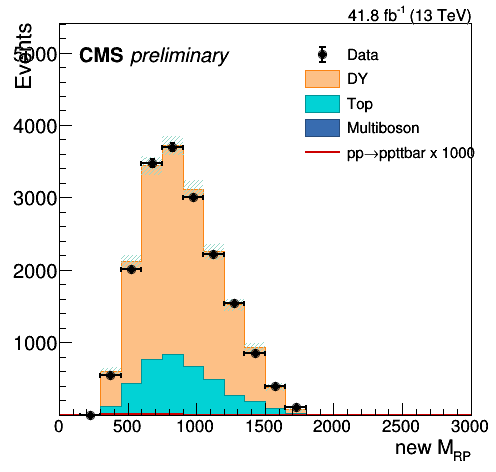 41.8 fb⁻¹ (13 TeV)
Events
CMS preliminary
Data
DY
Top
Multiboson
pp→ppttbar x 1000
5000
4000
3000
2000
1000
0 500 1000 1500 2000 2500 3000
new M_RP